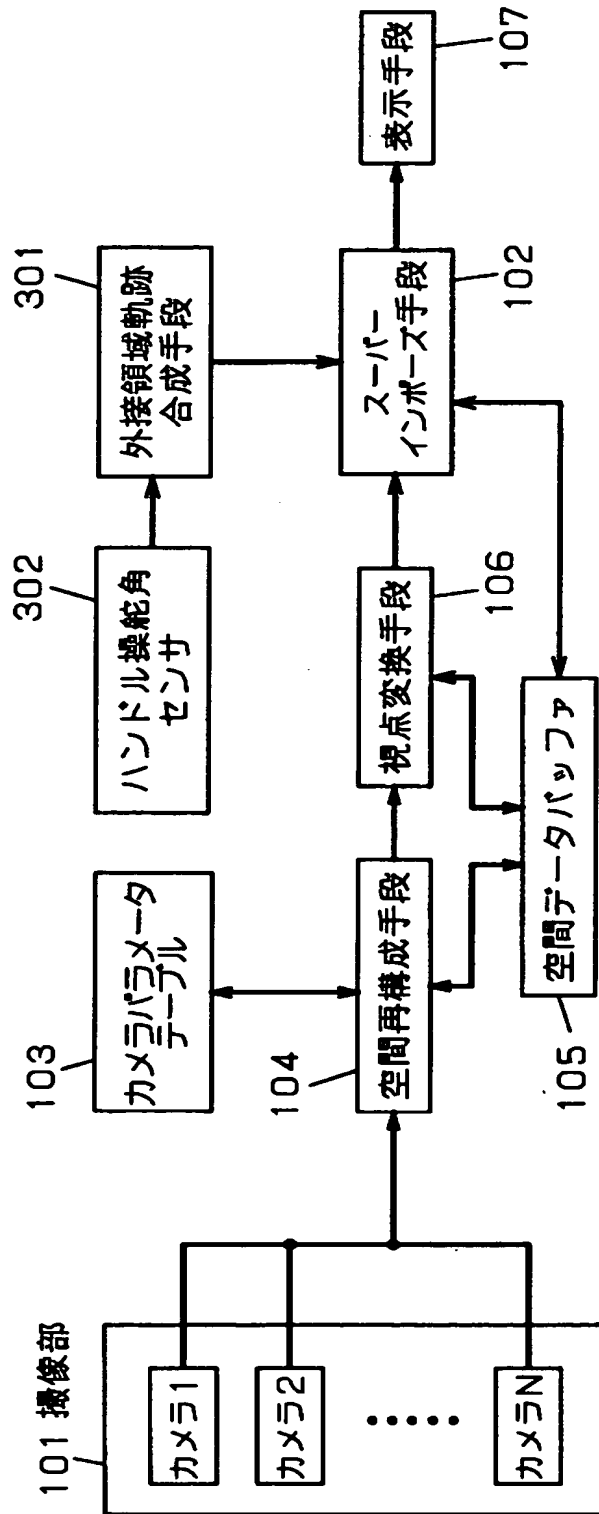 101 撮像部
カメラ1
カメラ2
・・・・・
カメラN
103
カメラパラメータ
テーブル
104
空間再構成手段
105
空間データバッファ
302
ハンドル操舵角
センサ
106
視点変換手段
301
外接領域軌跡
合成手段
102
スーパー
インポーズ手段
107
表示手段